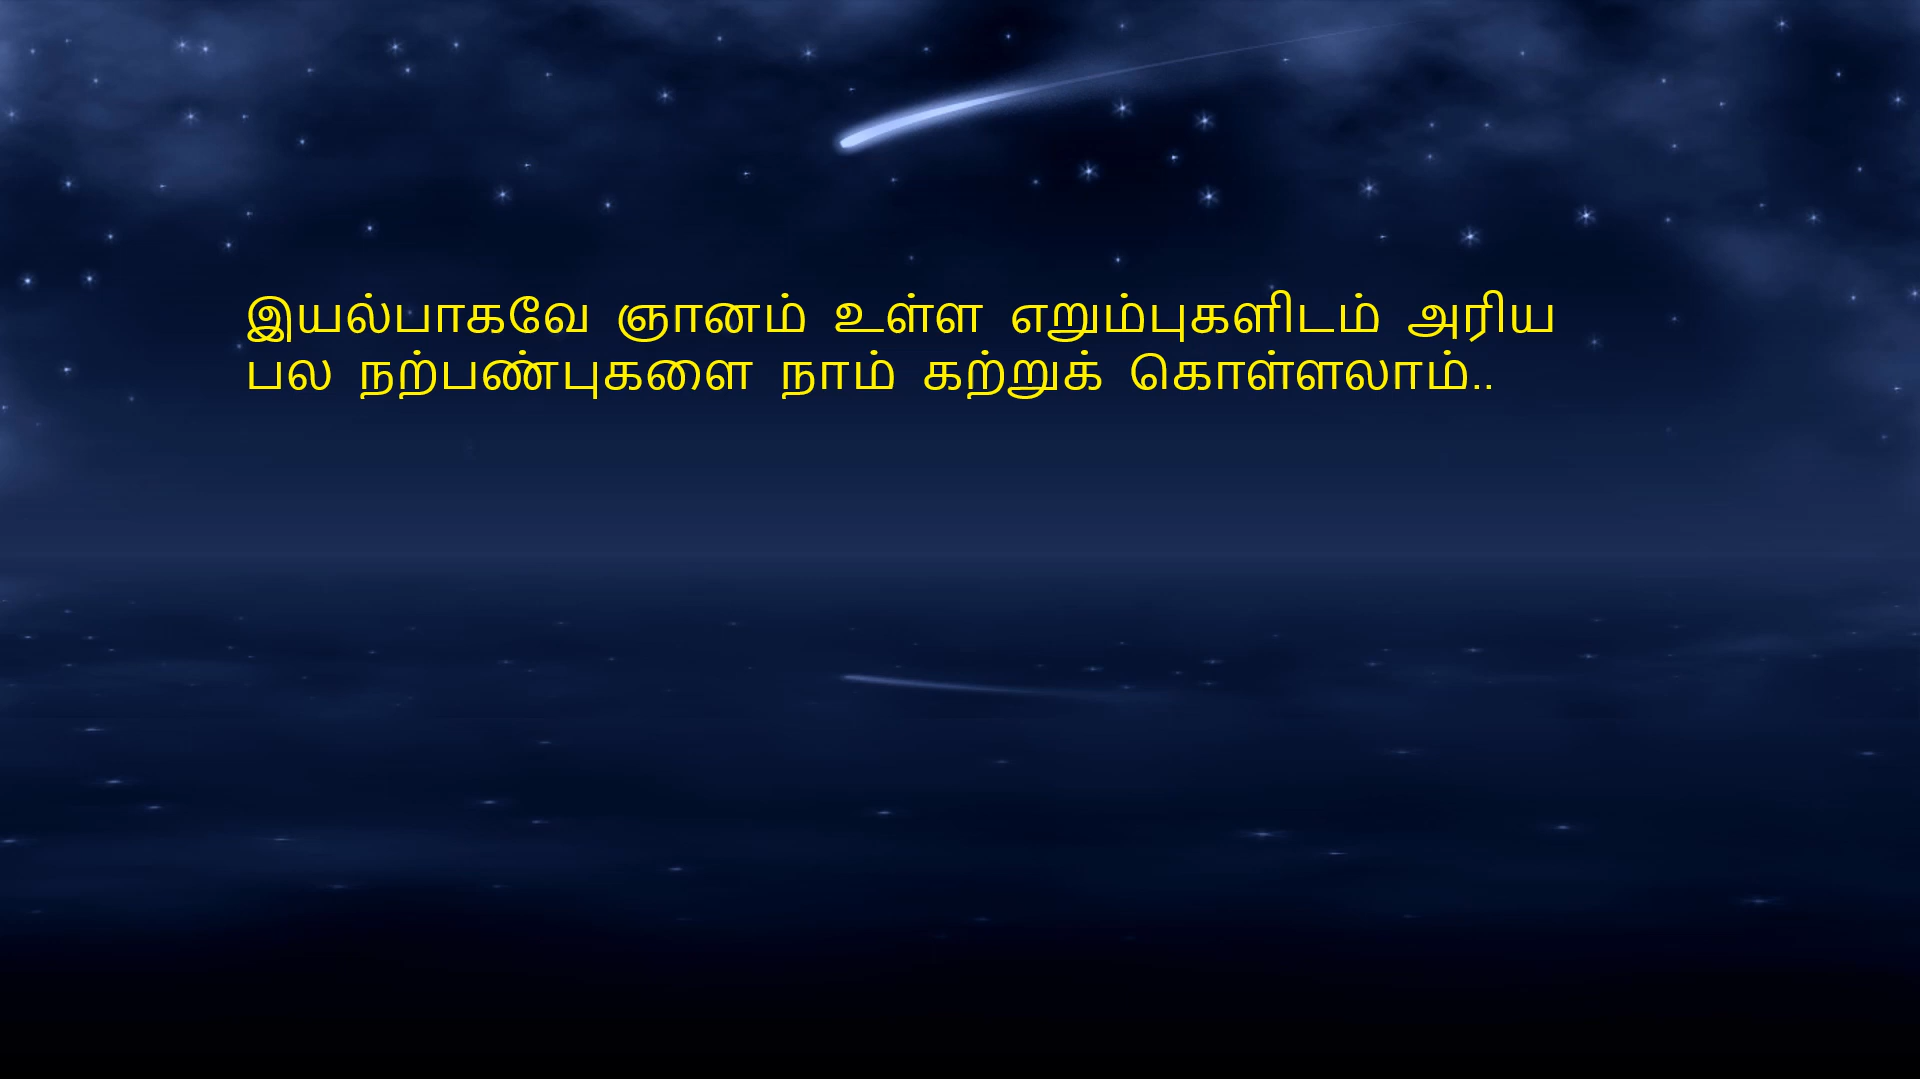 இயல்பாகவே ஞானம் உள்ள எறும்புகளிடம் அரிய
பல நற்பண்புகளை நாம் கற்றுக் கொள்ளலாம்..